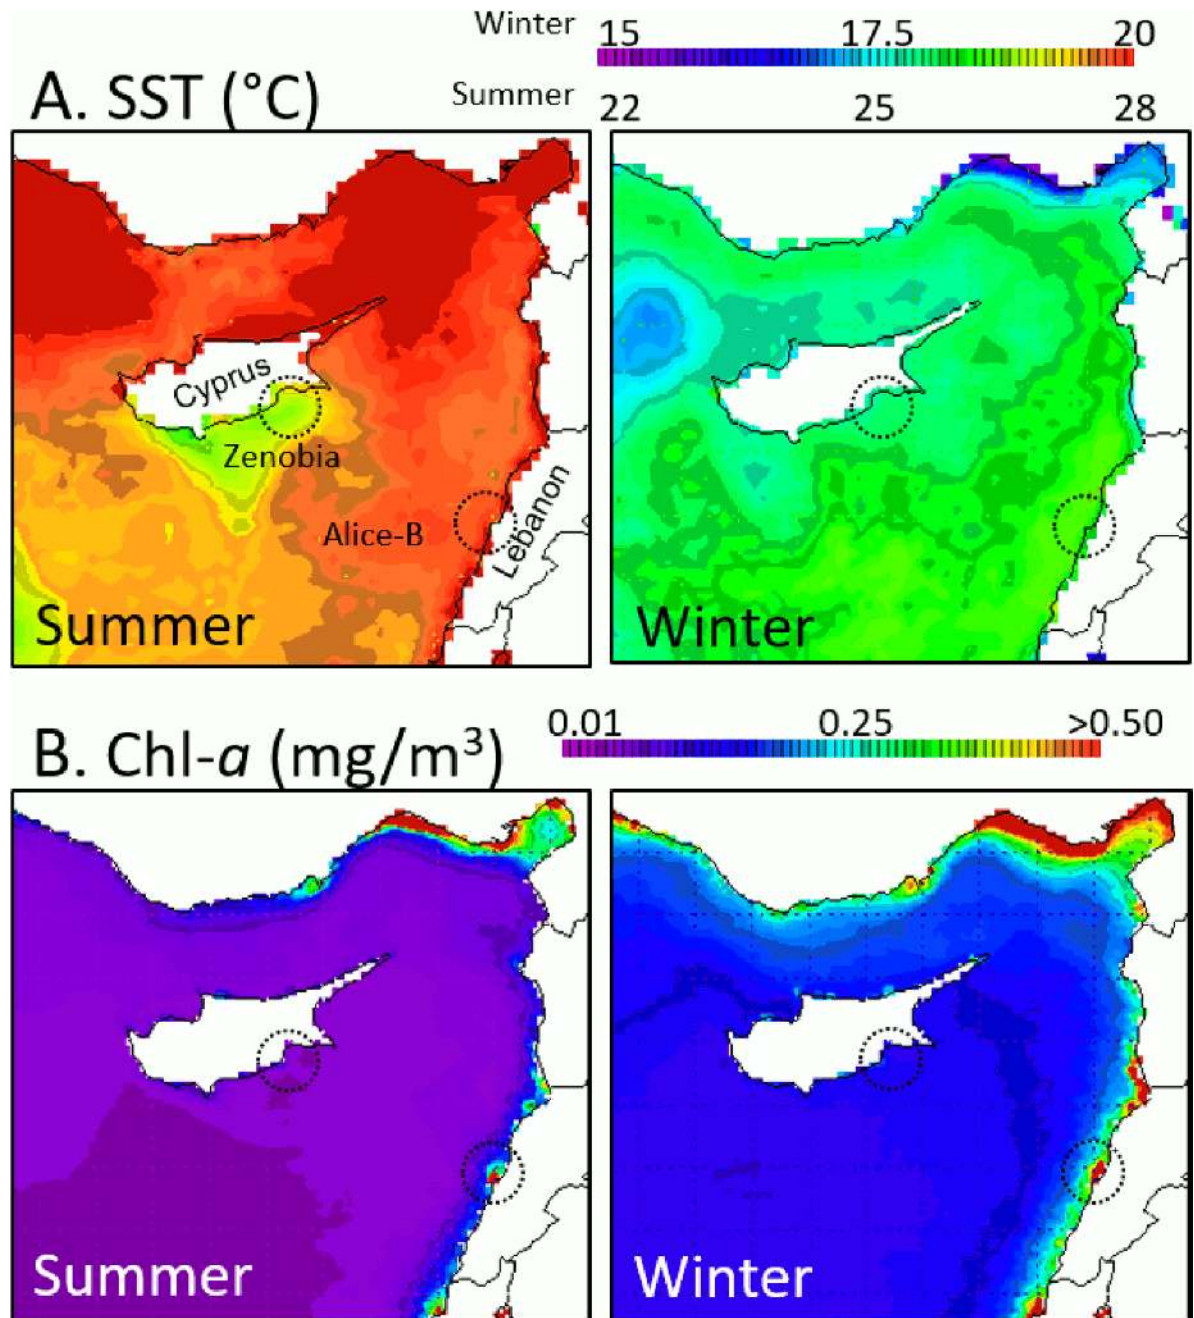 Winter 15 17.5 20
A. SST (°C)
Summer 22 25 28
Cyprus
Zenobia
Alice-B
Lebanon
Summer
Winter
B. Chl-a (mg/m³)
0.01 0.25 >0.50
Summer
Winter